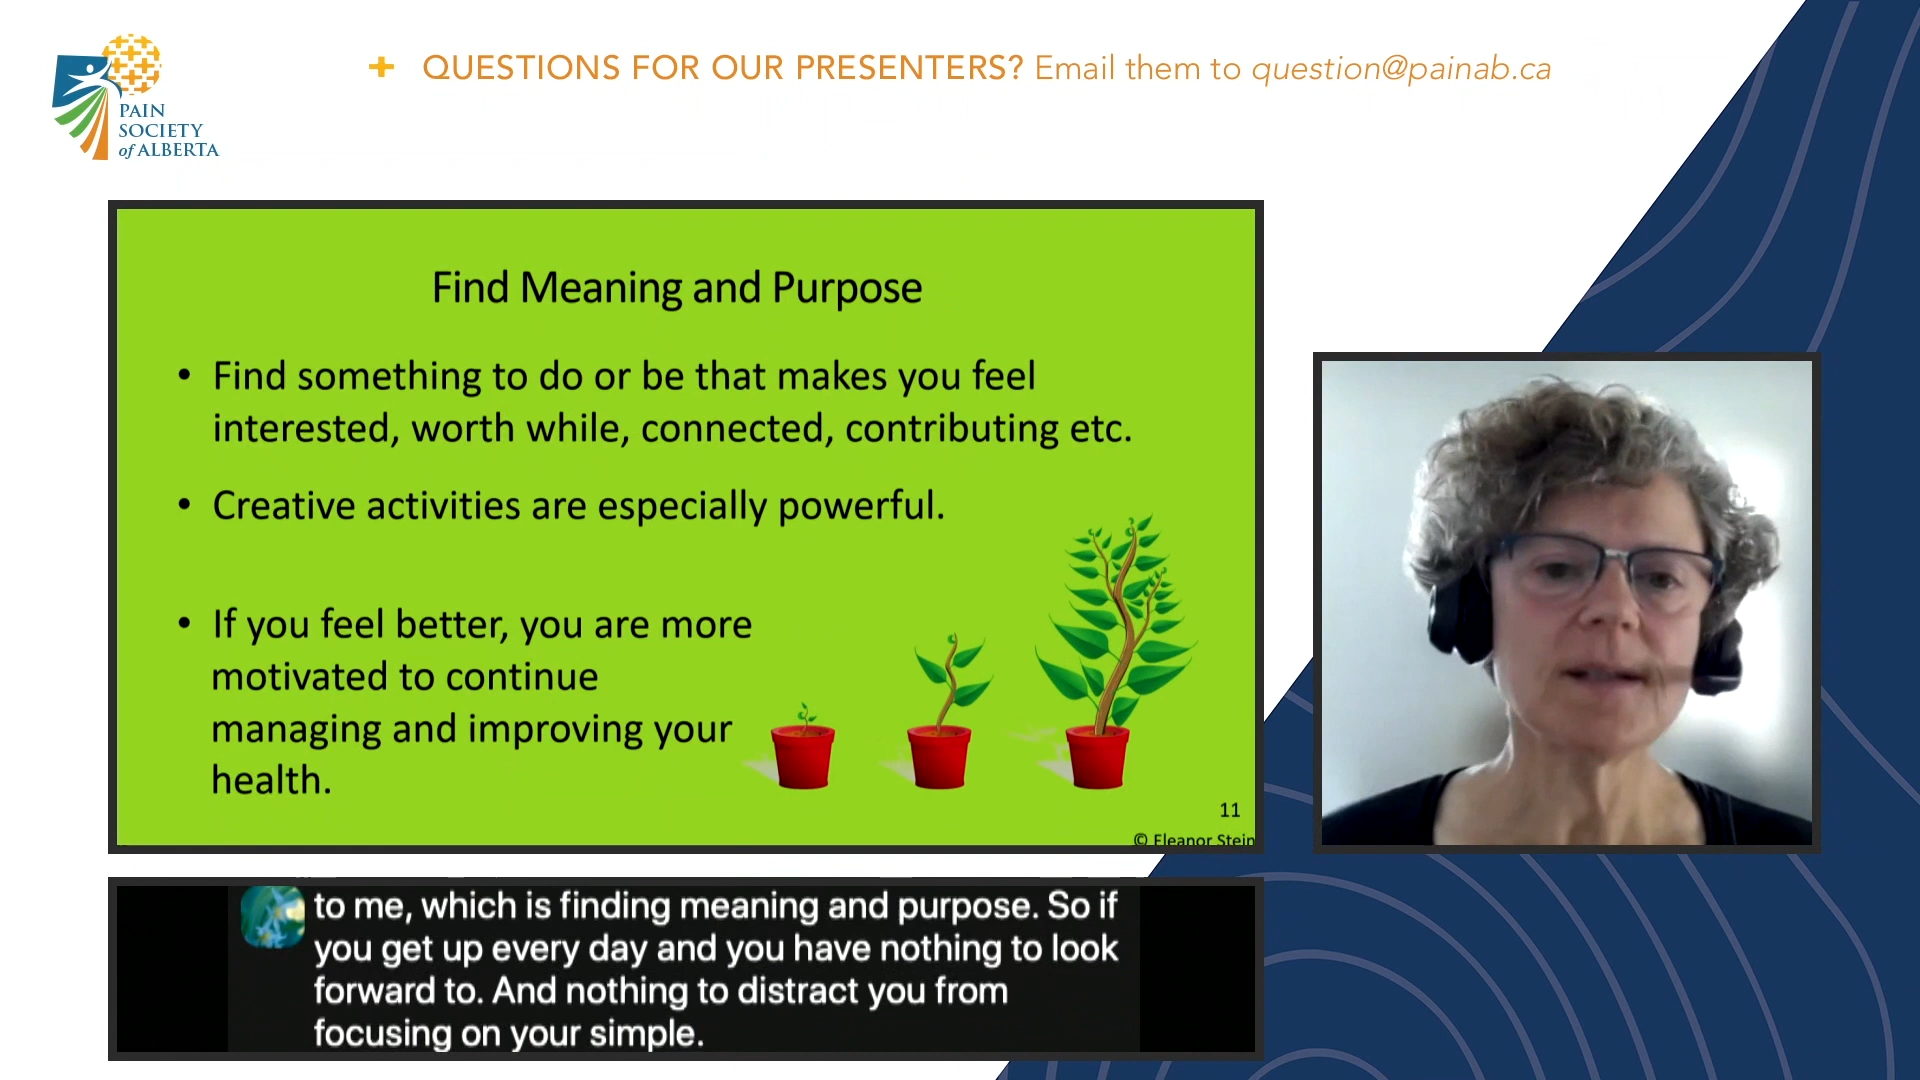 PAIN
SOCIETY
of ALBERTA
+ QUESTIONS FOR OUR PRESENTERS? Email them to question@painab.ca
Find Meaning and Purpose
• Find something to do or be that makes you feel
interested, worth while, connected, contributing etc.
• Creative activities are especially powerful.
• If you feel better, you are more
motivated to continue
managing and improving your
health.
11
© Eleanor Stein
to me, which is finding meaning and purpose. So if
you get up every day and you have nothing to look
forward to. And nothing to distract you from
focusing on your simple.